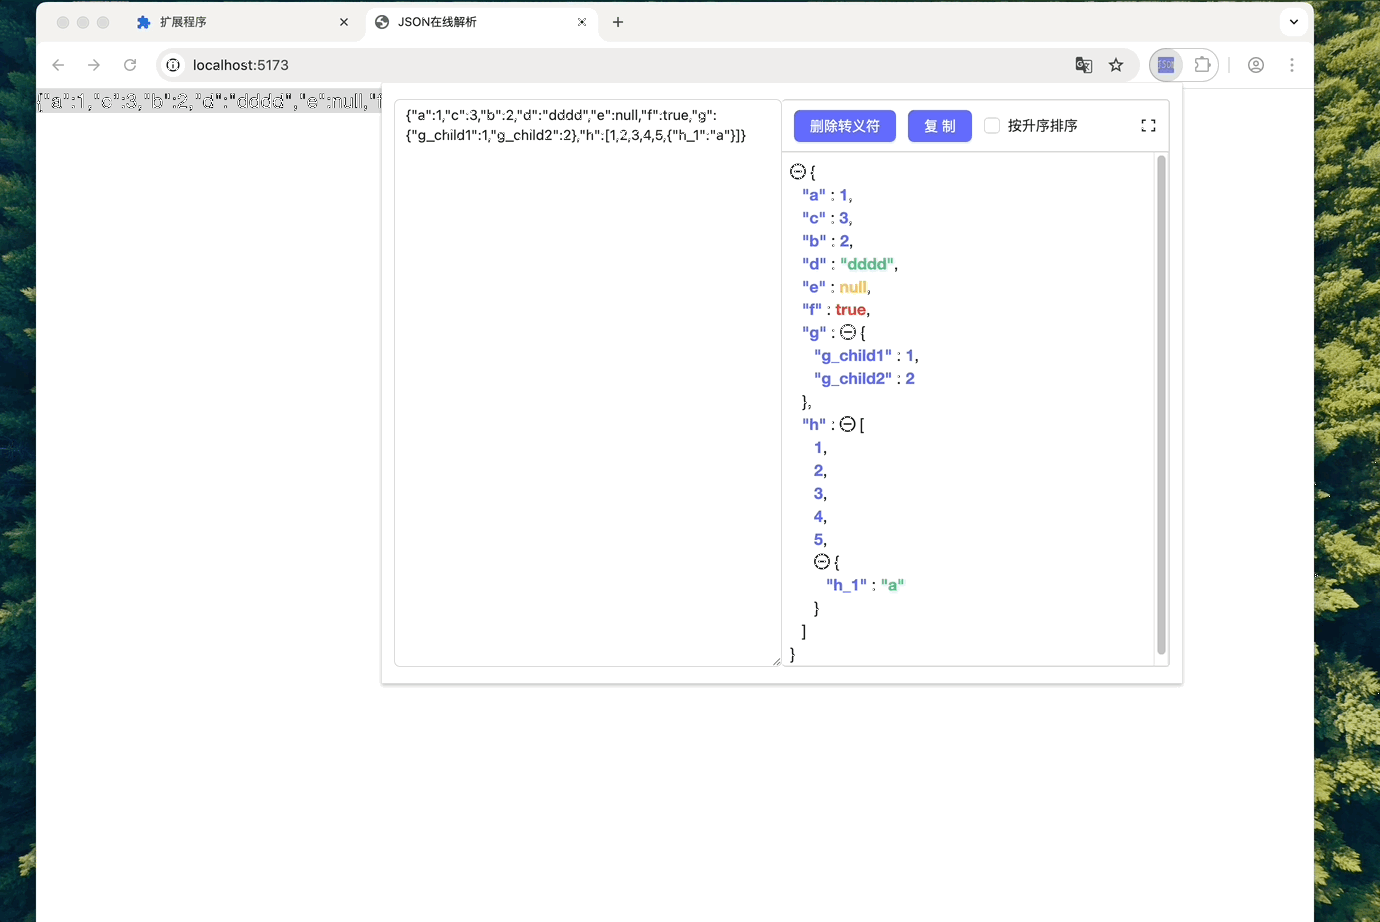 扩展程序
JSON在线解析
localhost:5173
{"a":1,"c":3,"b":2,"d":"dddd","e":null,"f
{"a":1,"c":3,"b":2,"d":"dddd","e":null,"f":true,"g":
{"g_child1":1,"g_child2":2},"h":[1,2,3,4,5,{"h_1":"a"}]}
删除转义符 复 制 按升序排序
{
"a" : 1,
"c" : 3,
"b" : 2,
"d" : "dddd",
"e" : null,
"f" : true,
"g" : {
"g_child1" : 1,
"g_child2" : 2
},
"h" : [
1,
2,
3,
4,
5,
{
"h_1" : "a"
}
]
}